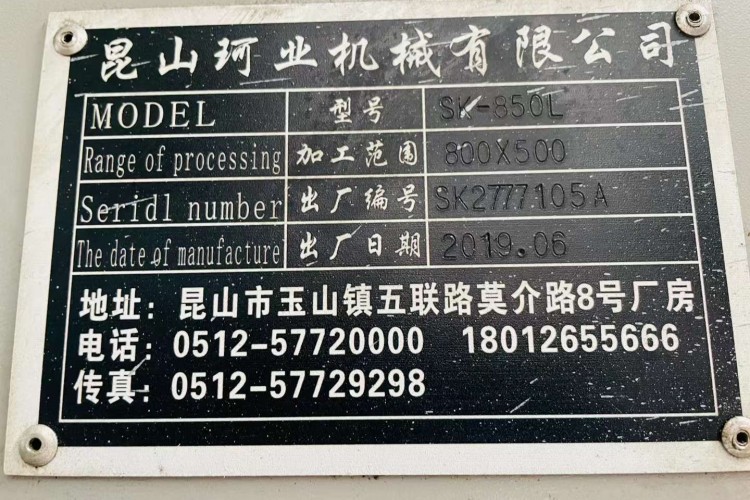 昆山珂业机械有限公司
MODEL 型号 SK-850L
Range of processing 加工范围 800X500
Seridl number 出厂编号 SK2777105A
The date of manufacture 出厂日期 2019.06
地址：昆山市玉山镇五联路莫介路8号厂房
电话：0512-57720000 18012655666
传真：0512-57729298